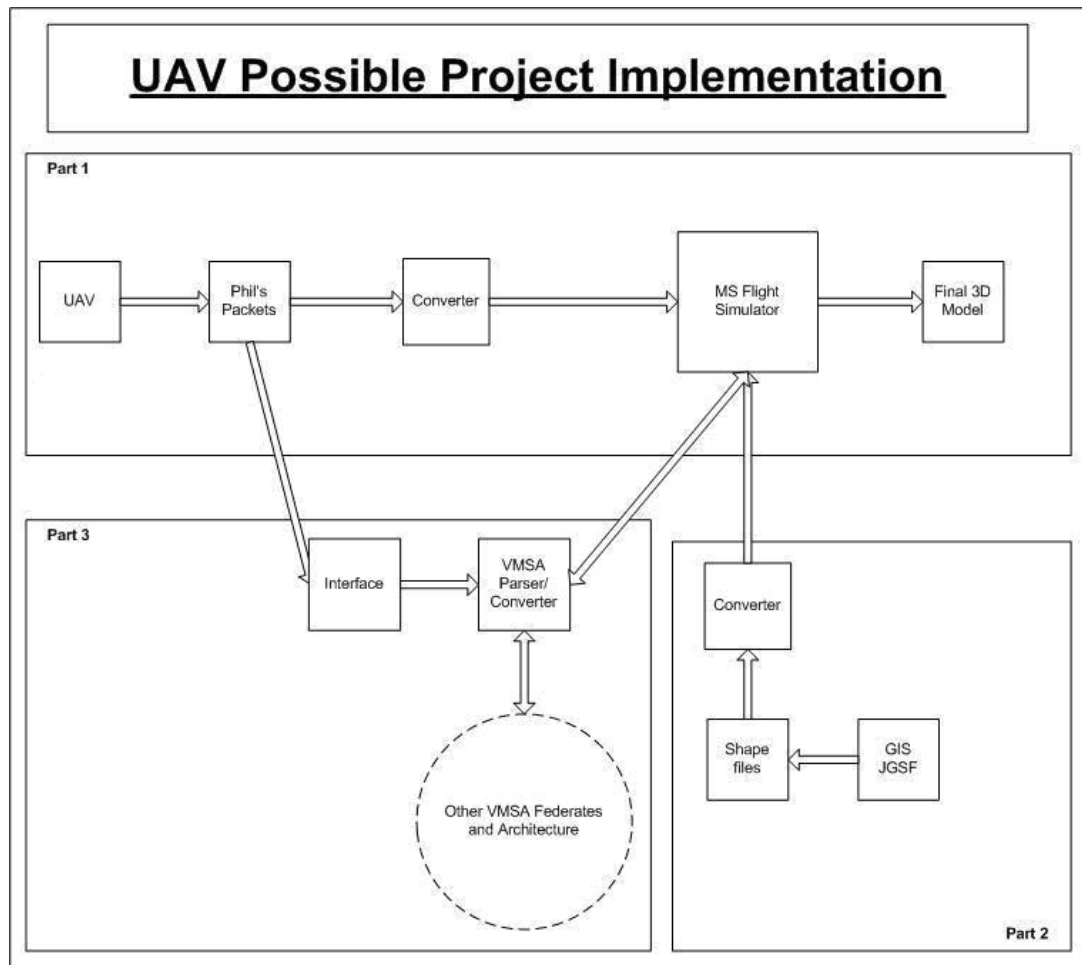 UAV Possible Project Implementation
Part 1
UAV
Phil's
Packets
Converter
MS Flight
Simulator
Final 3D
Model
Part 3
Interface
VMSA
Parser/
Converter
Other VMSA Federates
and Architecture
Converter
Shape
files
GIS
JGSF
Part 2